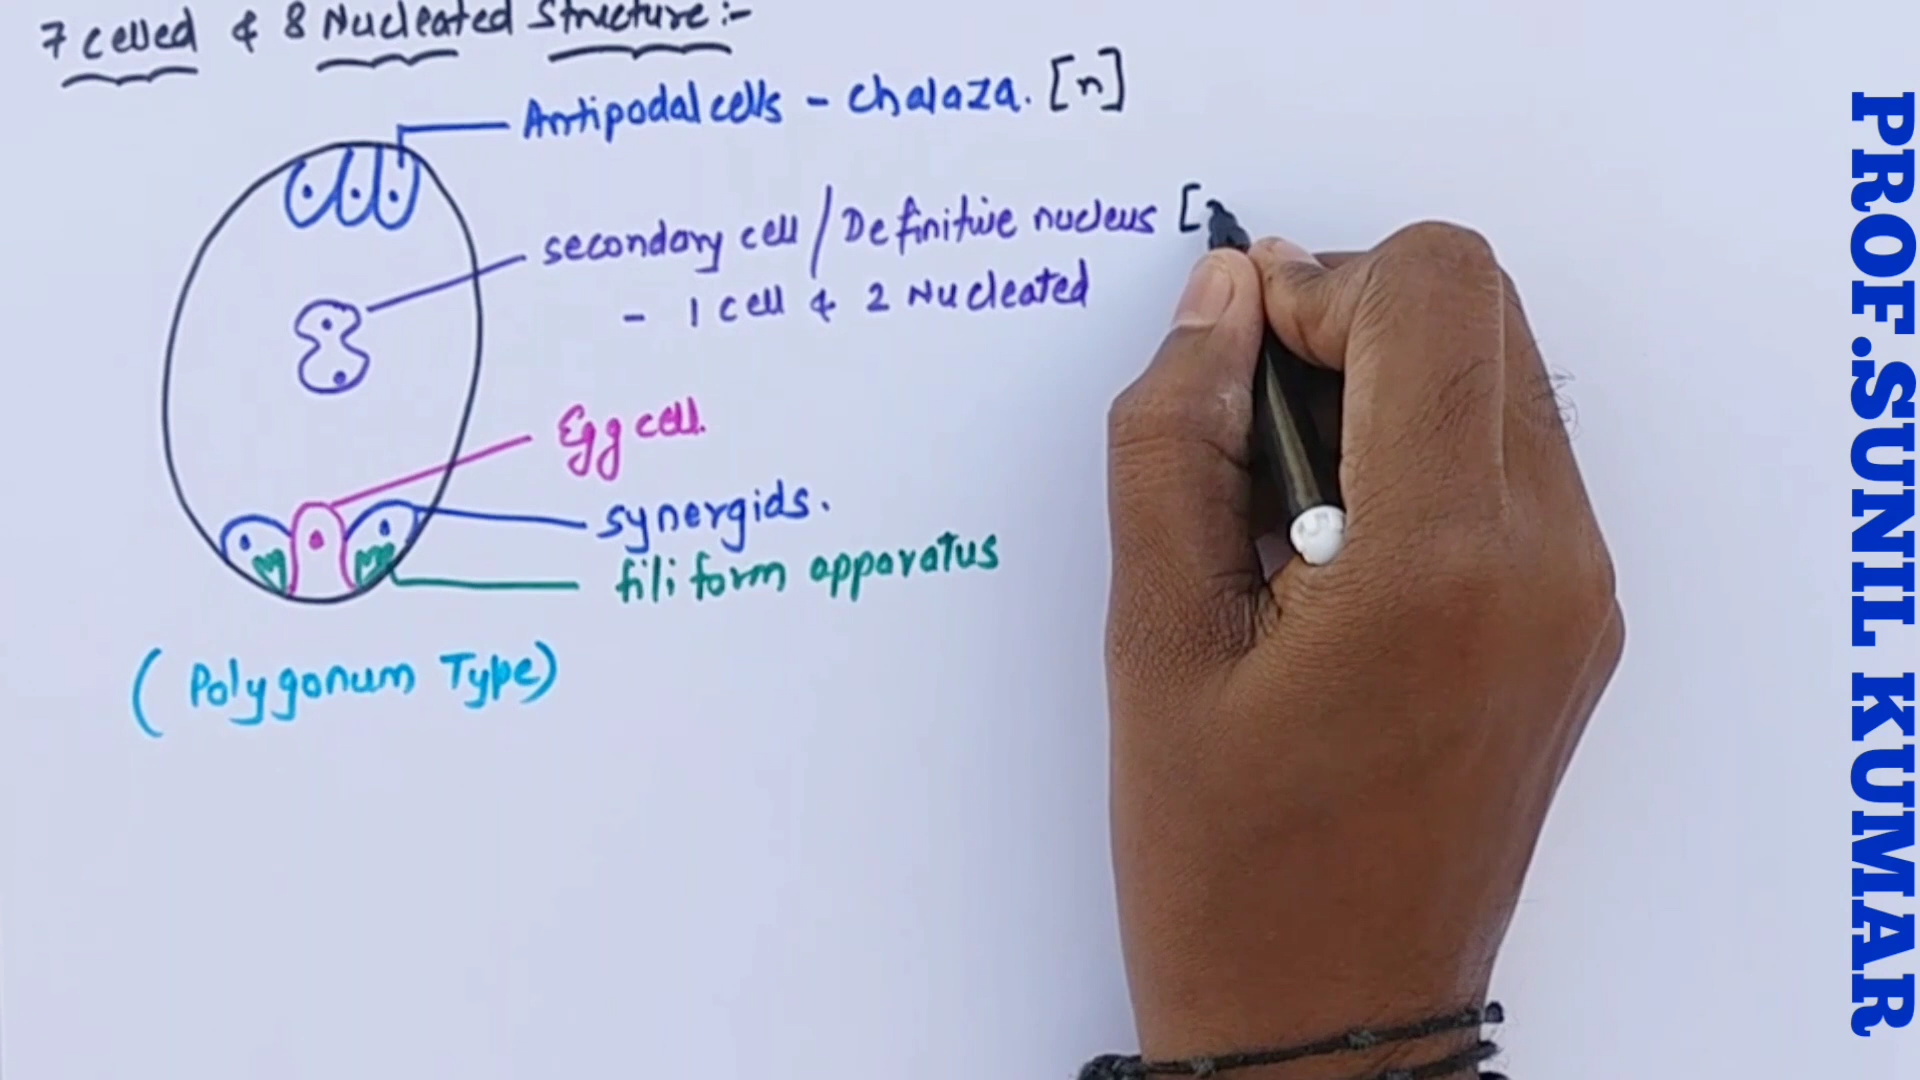 7 celled & 8 Nucleated Structure:-
Antipodal cells - chalaza. [n]
secondary cell / Definitive nucleus [
- 1 cell & 2 Nucleated
Egg cell.
synergids.
filiform apparatus
(Polygonum Type)
PROF.SUNIL KUMAR